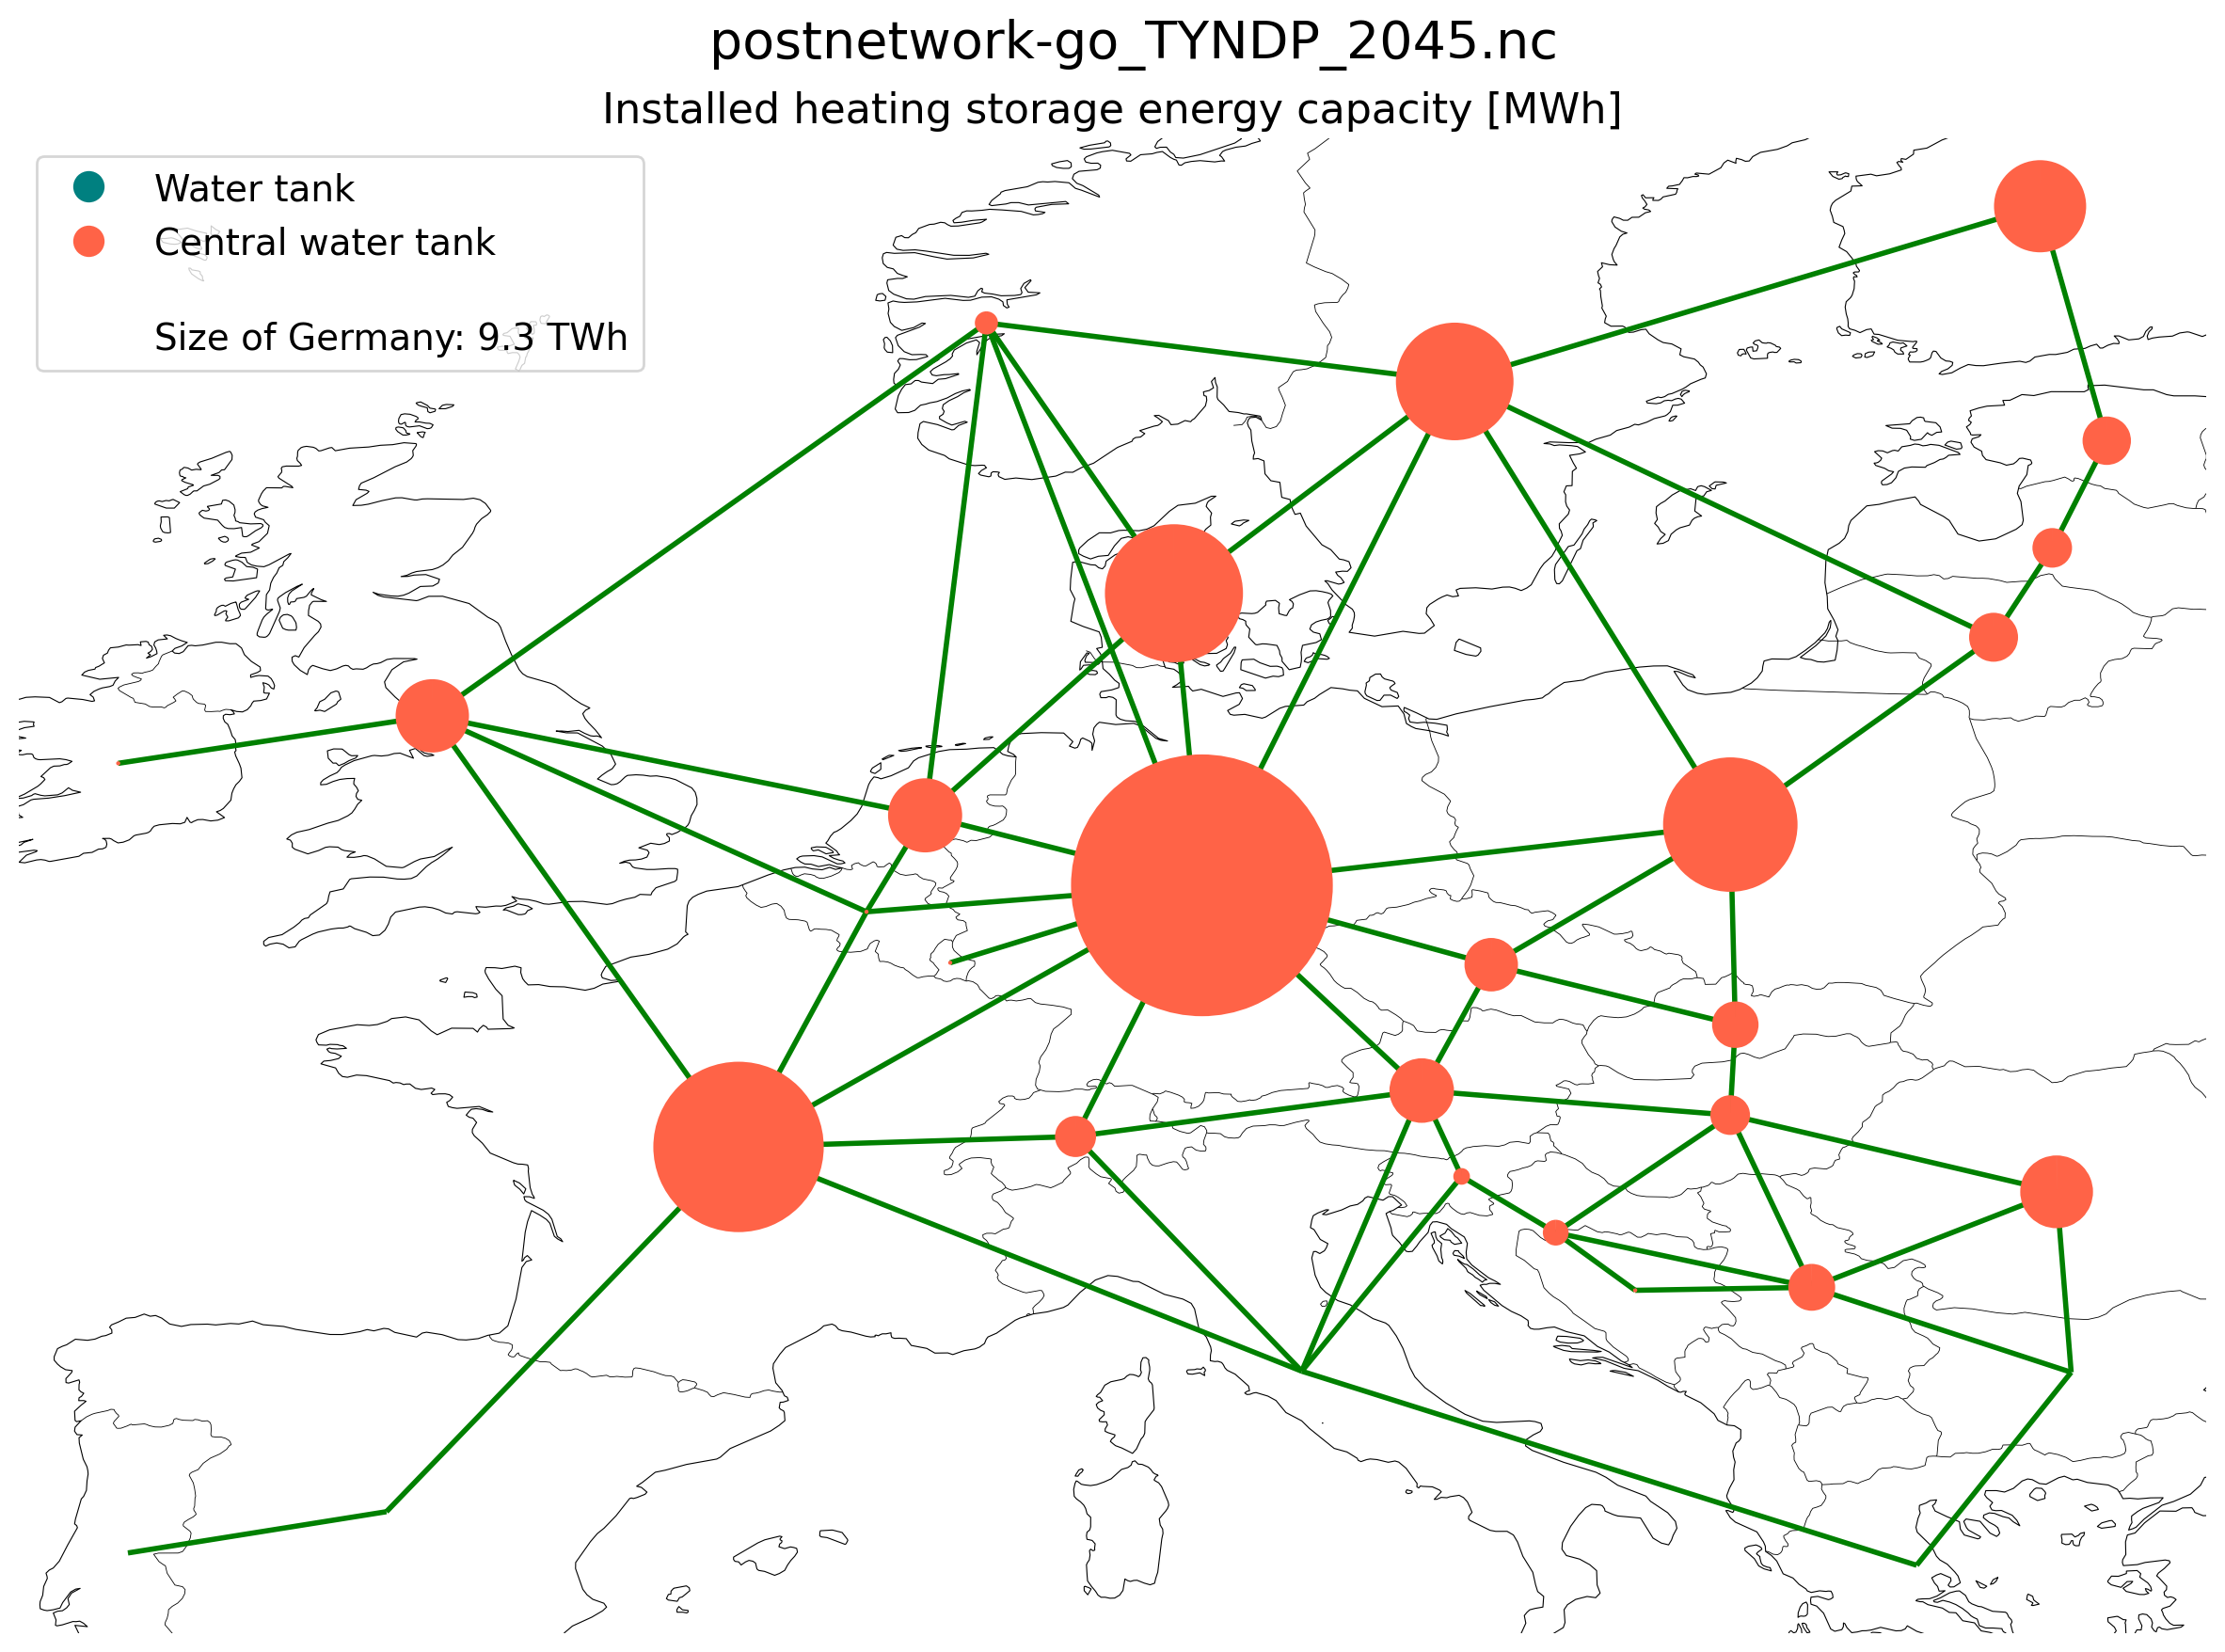 postnetwork-go_TYNDP_2045.nc
Installed heating storage energy capacity [MWh]
Water tank
Central water tank
Size of Germany: 9.3 TWh